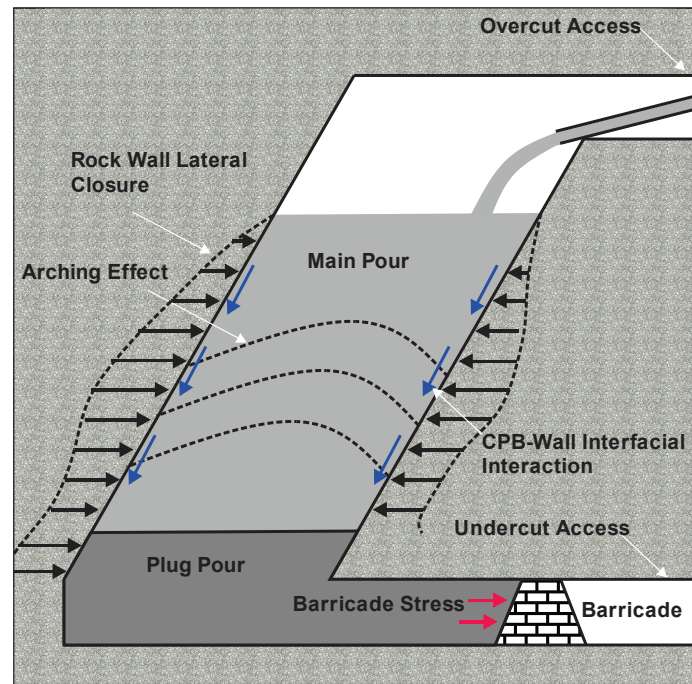 Overcut Access
Rock Wall Lateral
Closure
Main Pour
Arching Effect
CPB-Wall Interfacial
Interaction
Undercut Access
Plug Pour
Barricade Stress
Barricade